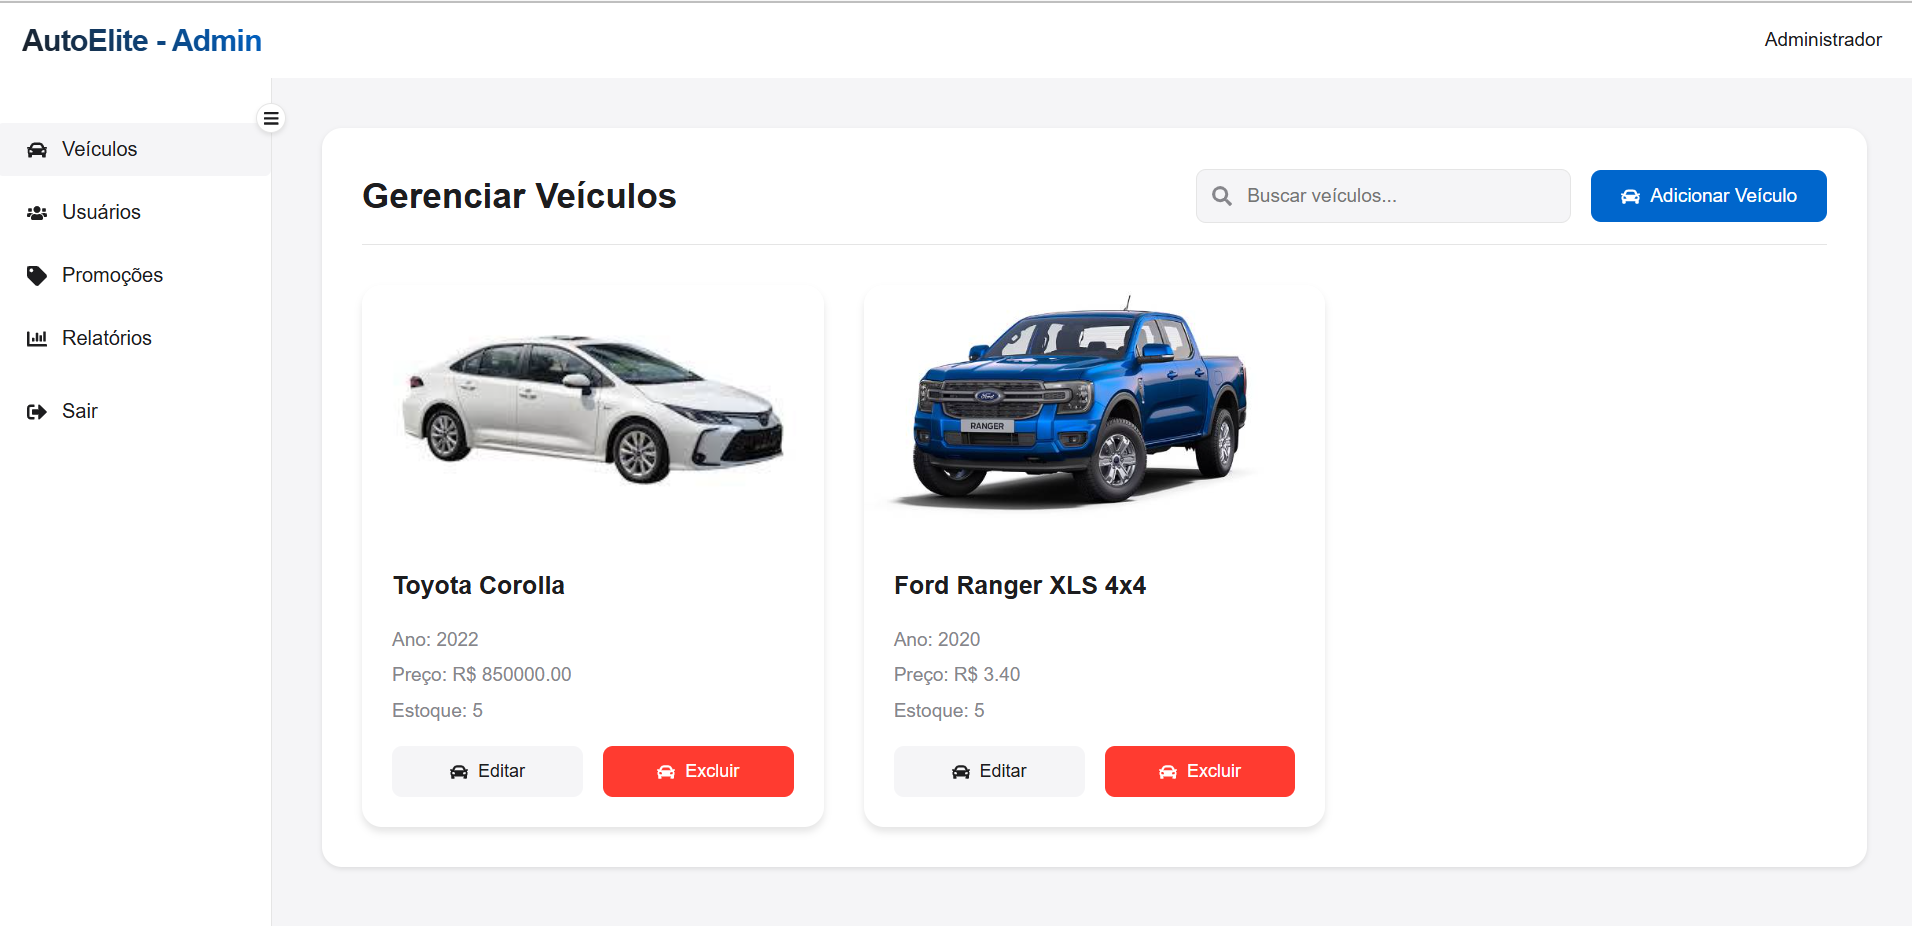 AutoElite - Admin
Administrador
Veículos
Usuários
Promoções
Relatórios
Sair
Gerenciar Veículos
Buscar veículos...
Adicionar Veículo
Toyota Corolla
Ano: 2022
Preço: R$ 850000.00
Estoque: 5
Editar
Excluir
Ford
RANGER
Ford Ranger XLS 4x4
Ano: 2020
Preço: R$ 3.40
Estoque: 5
Editar
Excluir